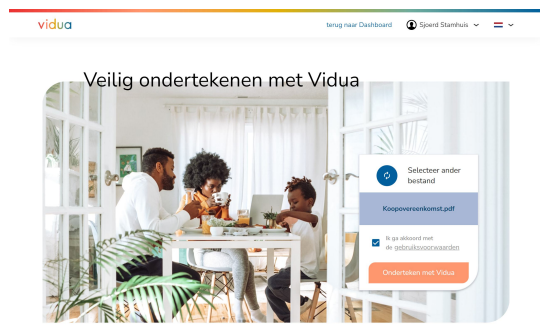 vidua
terug naar Dashboard
Sjoerd Stamhuis
Veilig ondertekenen met Vidua
Selecteer ander
bestand
Koopovereenkomst.pdf
Ik ga akkoord met
de gebruiksvoorwaarden
Onderteken met Vidua